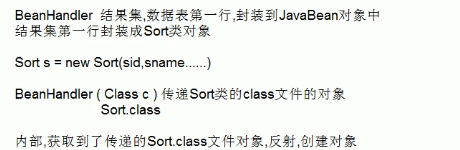 BeanHandler 结果集,数据表第一行,封装到JavaBean对象中
结果集第一行封装成Sort类对象
Sort s = new Sort(sid,sname......)
BeanHandler ( Class c ) 传递Sort类的class文件的对象
Sort.class
内部,获取到了传递的Sort.class文件对象,反射,创建对象